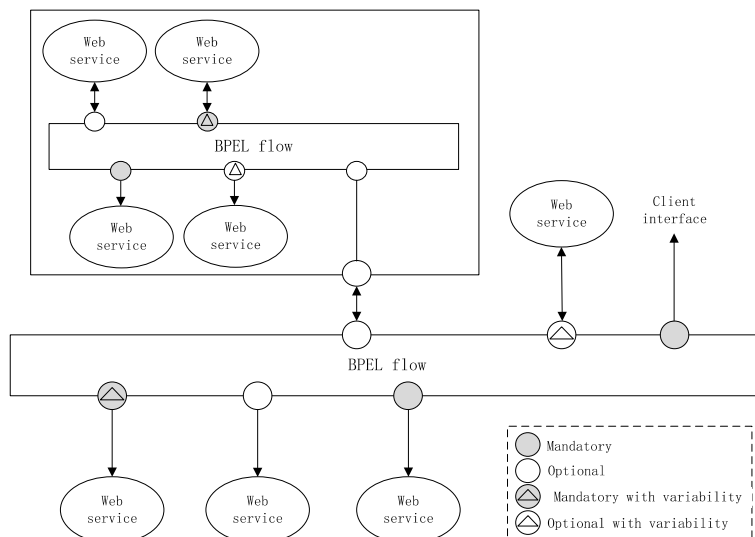 Web
service
Web
service
BPEL flow
Web
service
Web
service
Web
service
Client
interface
BPEL flow
Web
service
Web
service
Web
service
Mandatory
Optional
Mandatory with variability
Optional with variability